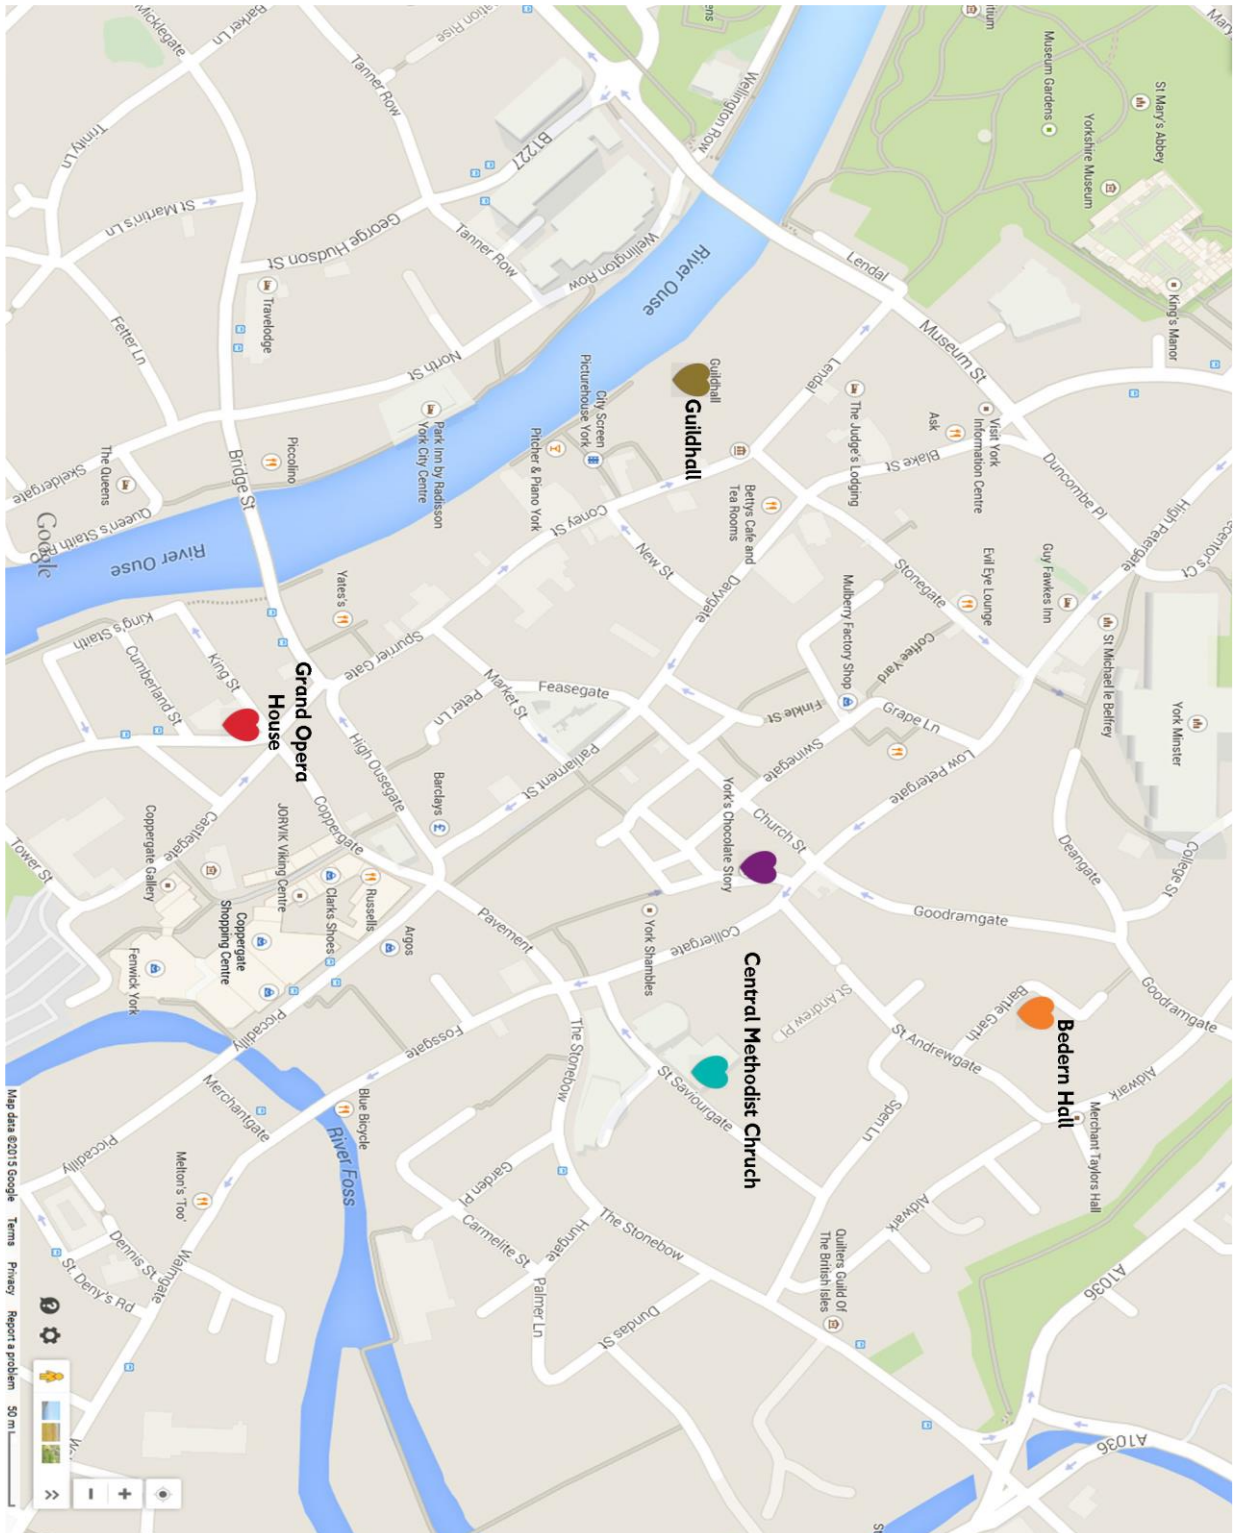 Mary
King's Manor
York Minster
College St
St Mary's Abbey
High Petergate
ecentor's Ct
St Michael le Belfrey
Goodramgate
Yorkshire Museum
Duncombe Pl
Deangate
Aldwark
A1036
A1036
Museum Gardens
Guy Fawkes Inn
Merchant Taylors Hall
Bedern Hall
Bartle Garth
tium
Visit York
Information Centre
Museum St
Evil Eye Lounge
Low Petergate
Goodramgate
St Andrewgate
Ask
Blake St
Stonegate
Coffee Yard
Grape Ln
Aldwark
Spen Ln
Lendal
The Judge's Lodging
Mulberry Factory Shop
St Andrew Pl
Quilters Guild Of
The British Isles
Lendal
Finkle St
Swinegate
Church St
Bettys Cafe and
Tea Rooms
Davygate
York's Chocolate Story
Colliergate
Central Methodist Chruch
Wellington Row
ens
Guildhall
Guildhall
St Saviourgate
River Ouse
New St
York Shambles
The Stonebow
Wellington Row
City Screen
Picturehouse York
Coney St
Feasegate
Parliament St
The Stonebow
Dundas St
B1227
Pitcher & Piano York
Market St
Pavement
Hungate
Palmer Ln
Tanner Row
Garden Pl
Carmelite St
ation Rise
Park Inn by Radisson
York City Centre
North St
Peter Ln
Barclays
Argos
Fossgate
Tanner Row
George Hudson St
Spurrier Gate
High Ousegate
Russells
Blue Bicycle
River Foss
Yates's
Coppergate
Clarks Shoes
Grand Opera
House
JORVIK Viking Centre
Travelodge
Piccolino
Bridge St
Coppergate
Shopping Centre
Piccadilly
Merchantgate
Barker Ln
St Martin's Ln
King St
Castlegate
Micklegate
River Ouse
Cumberland St
Coppergate Gallery
Fenwick York
Melton's 'Too'
Walmgate
Fetter Ln
The Queens
Queen's Staith Rd
King's Staith
Dennis St
Trinity Ln
Skeldergate
Tower St
Piccadilly
St. Deny's Rd
Google
Map data ©2015 Google Terms Privacy Report a problem 50 m